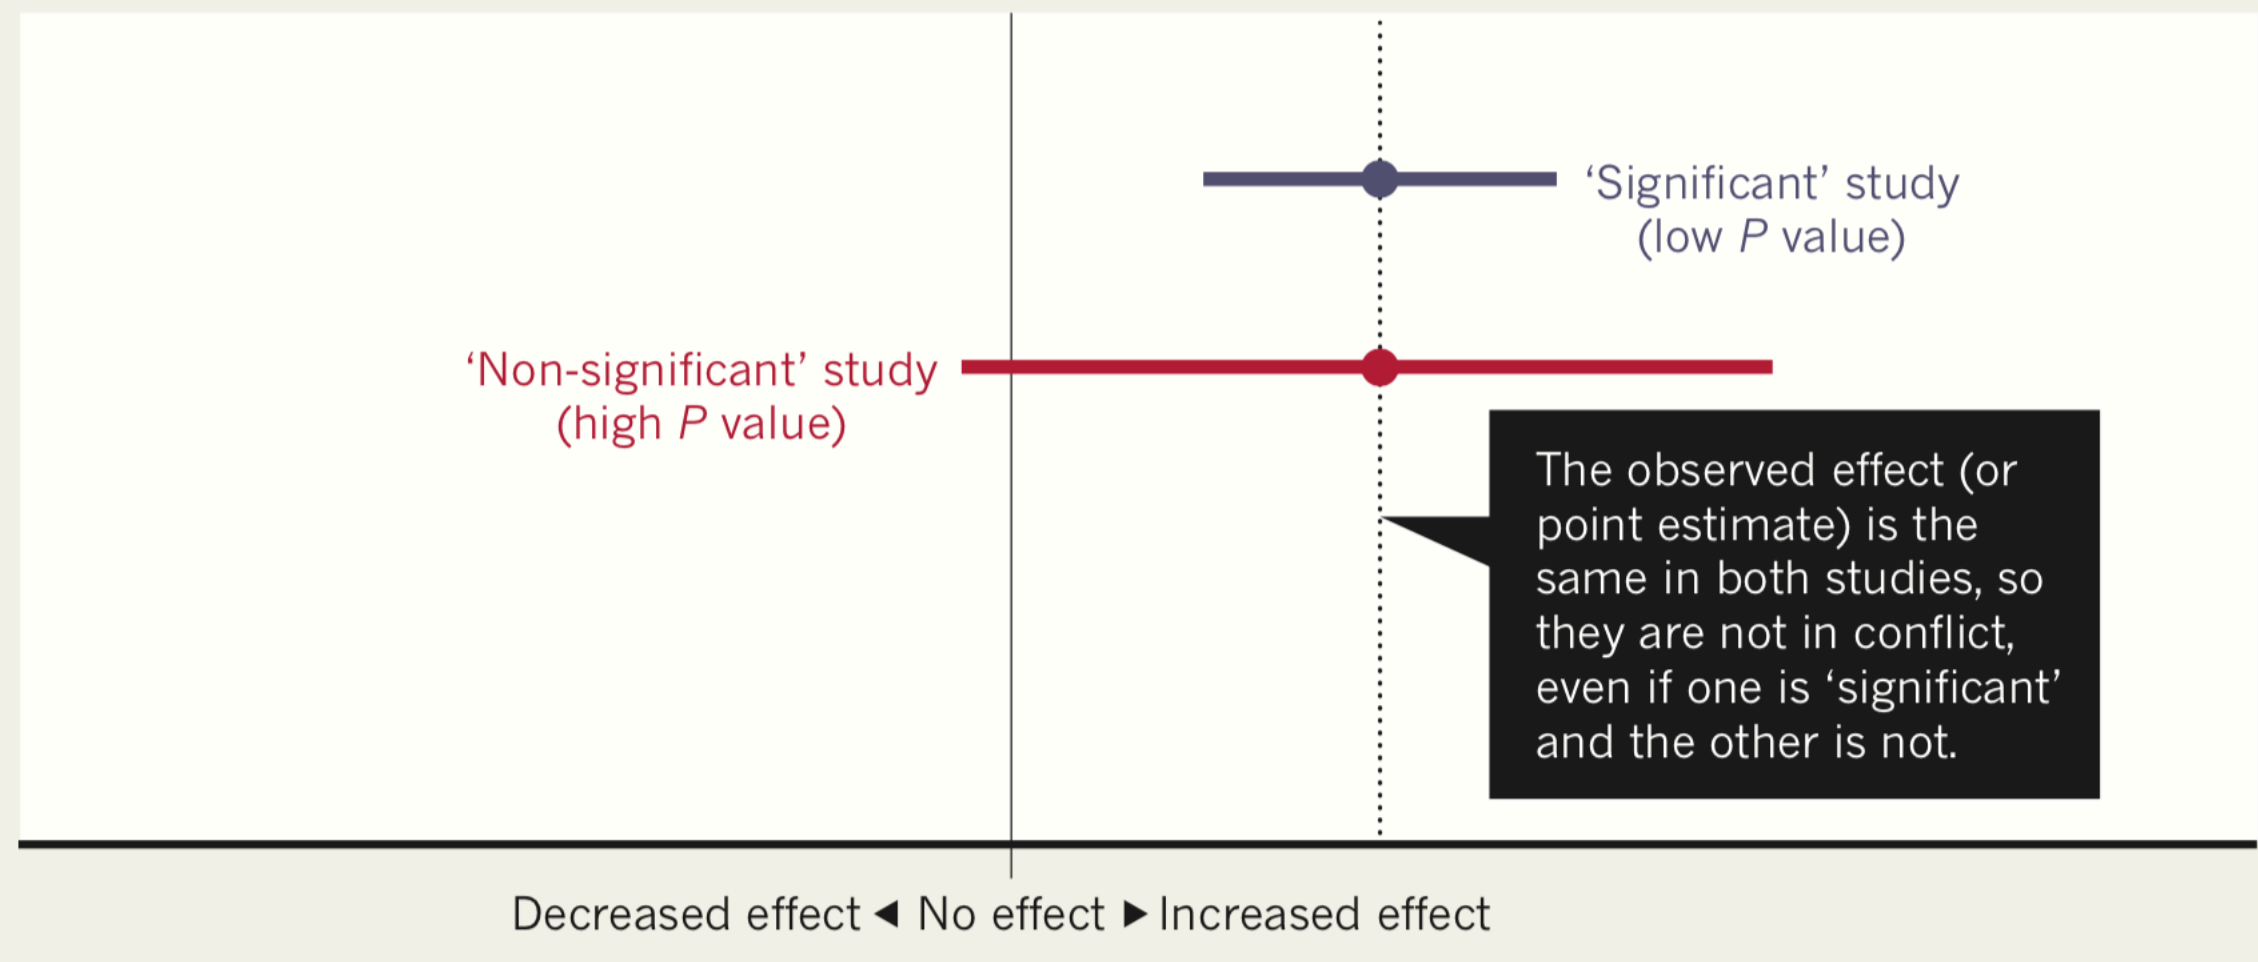 ‘Significant’ study
(low P value)
‘Non-significant’ study
(high P value)
The observed effect (or
point estimate) is the
same in both studies, so
they are not in conflict,
even if one is ‘significant’
and the other is not.
Decreased effect ◀ No effect ▶ Increased effect